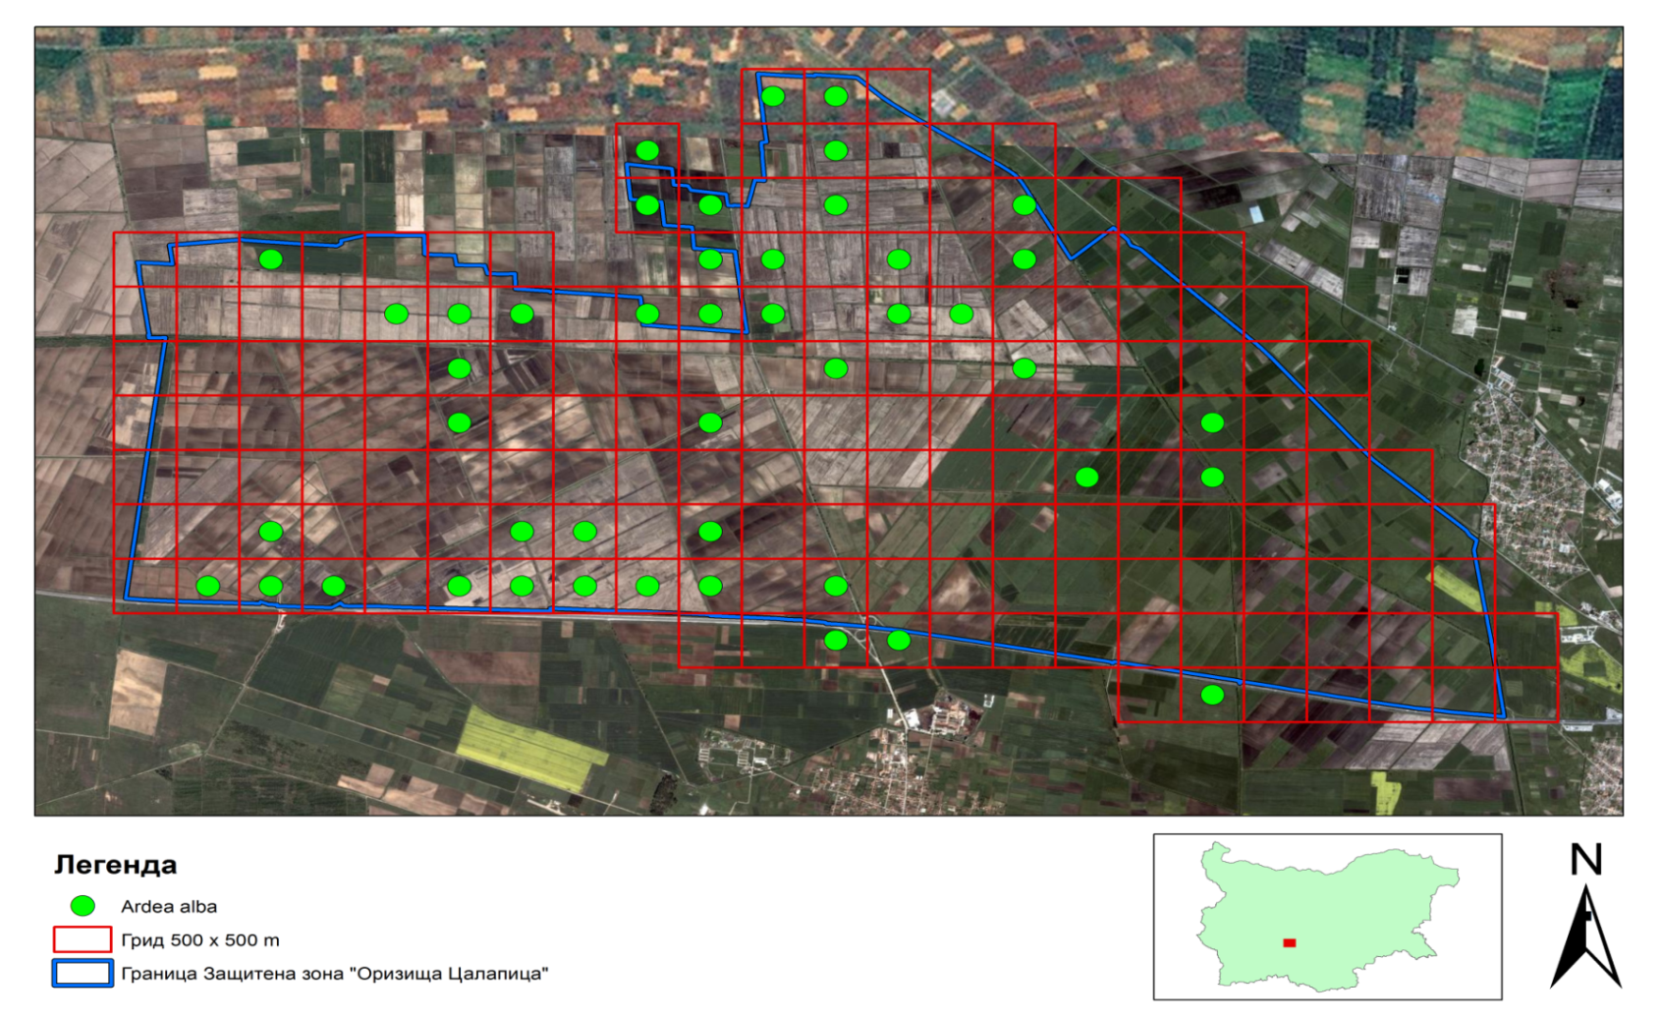 N
Легенда
Ardea alba
Грид 500 x 500 m
Граница Защитена зона "Оризища Цалапица"